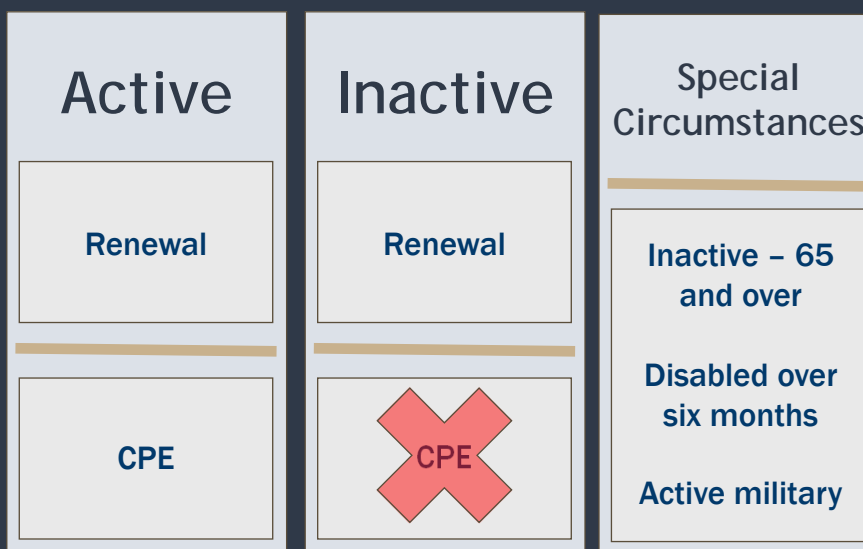 Active
Renewal
CPE
Inactive
Renewal
CPE
Special
Circumstances
Inactive – 65
and over
Disabled over
six months
Active military